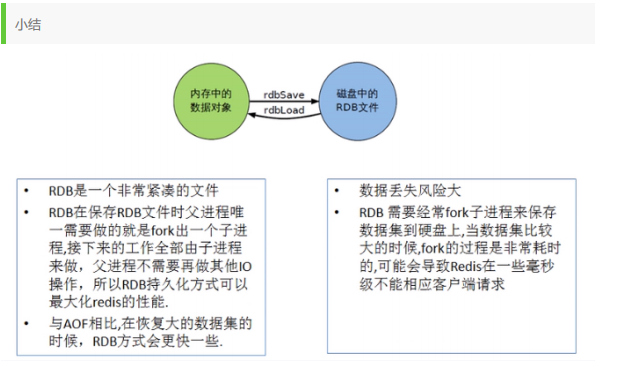 小结
内存中的
数据对象
rdbSave
rdbLoad
磁盘中的
RDB文件
• RDB是一个非常紧凑的文件
• RDB在保存RDB文件时父进程唯
一需要做的就是fork出一个子进
程,接下来的工作全部由子进程
来做，父进程不需要再做其他IO
操作，所以RDB持久化方式可以
最大化redis的性能.
• 与AOF相比,在恢复大的数据集的
时候，RDB方式会更快一些.
• 数据丢失风险大
• RDB 需要经常fork子进程来保存
数据集到硬盘上,当数据集比较
大的时候,fork的过程是非常耗时
的,可能会导致Redis在一些毫秒
级不能相应客户端请求